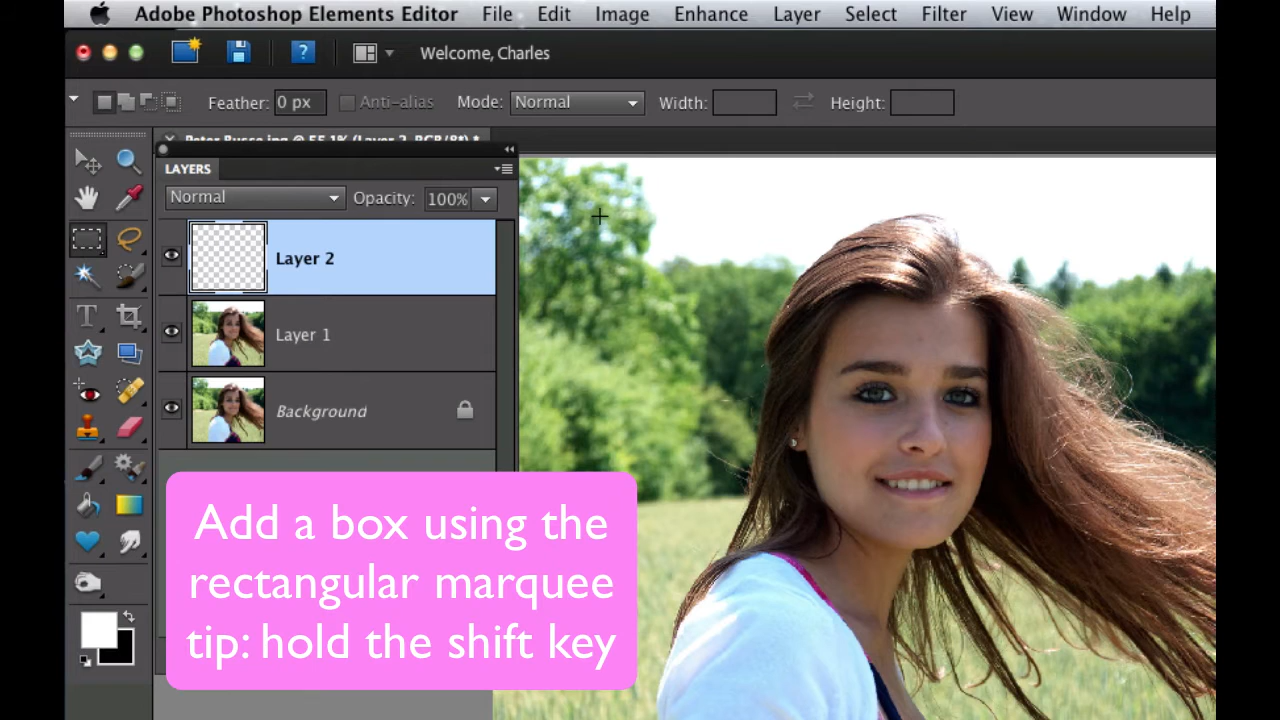 Adobe Photoshop Elements Editor File Edit Image Enhance Layer Select Filter View Window Help
Welcome, Charles
Feather: 0 px Anti-alias Mode: Normal Width: Height:
LAYERS
Normal Opacity: 100%
Layer 2
Layer 1
Background
Add a box using the
rectangular marquee
tip: hold the shift key